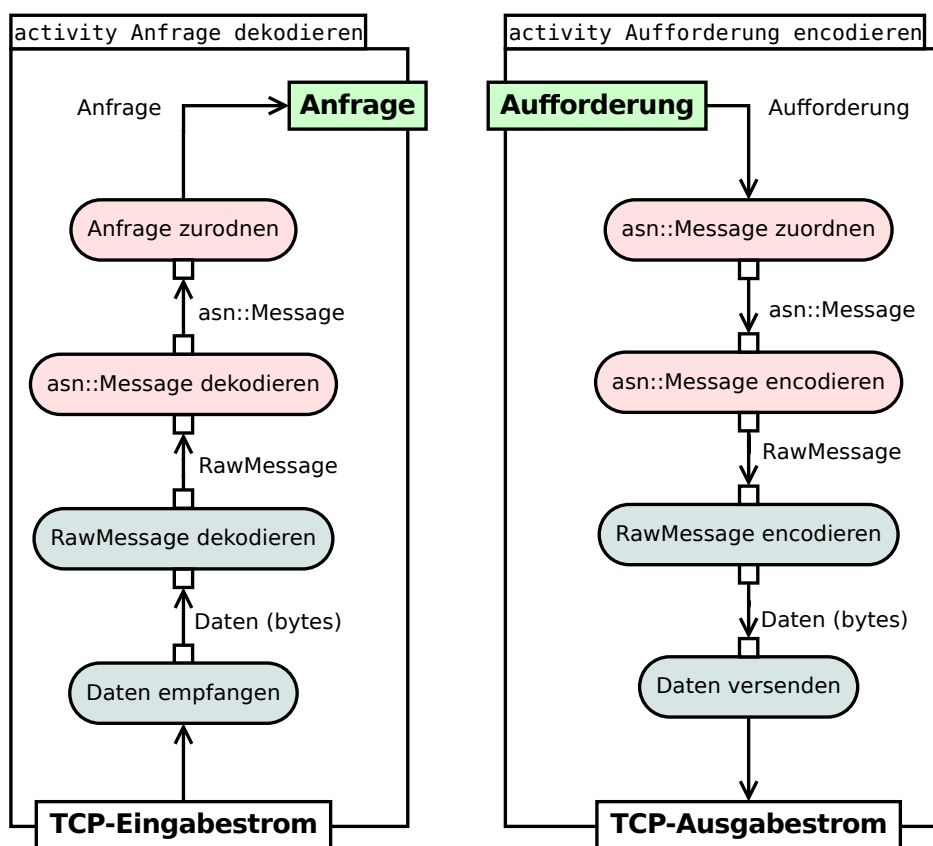 activity Anfrage dekodieren
Anfrage
Anfrage
Anfrage zurodnen
asn::Message
asn::Message dekodieren
RawMessage
RawMessage dekodieren
Daten (bytes)
Daten empfangen
TCP-Eingabestrom
activity Aufforderung encodieren
Aufforderung
Aufforderung
asn::Message zuordnen
asn::Message
asn::Message encodieren
RawMessage
RawMessage encodieren
Daten (bytes)
Daten versenden
TCP-Ausgabestrom